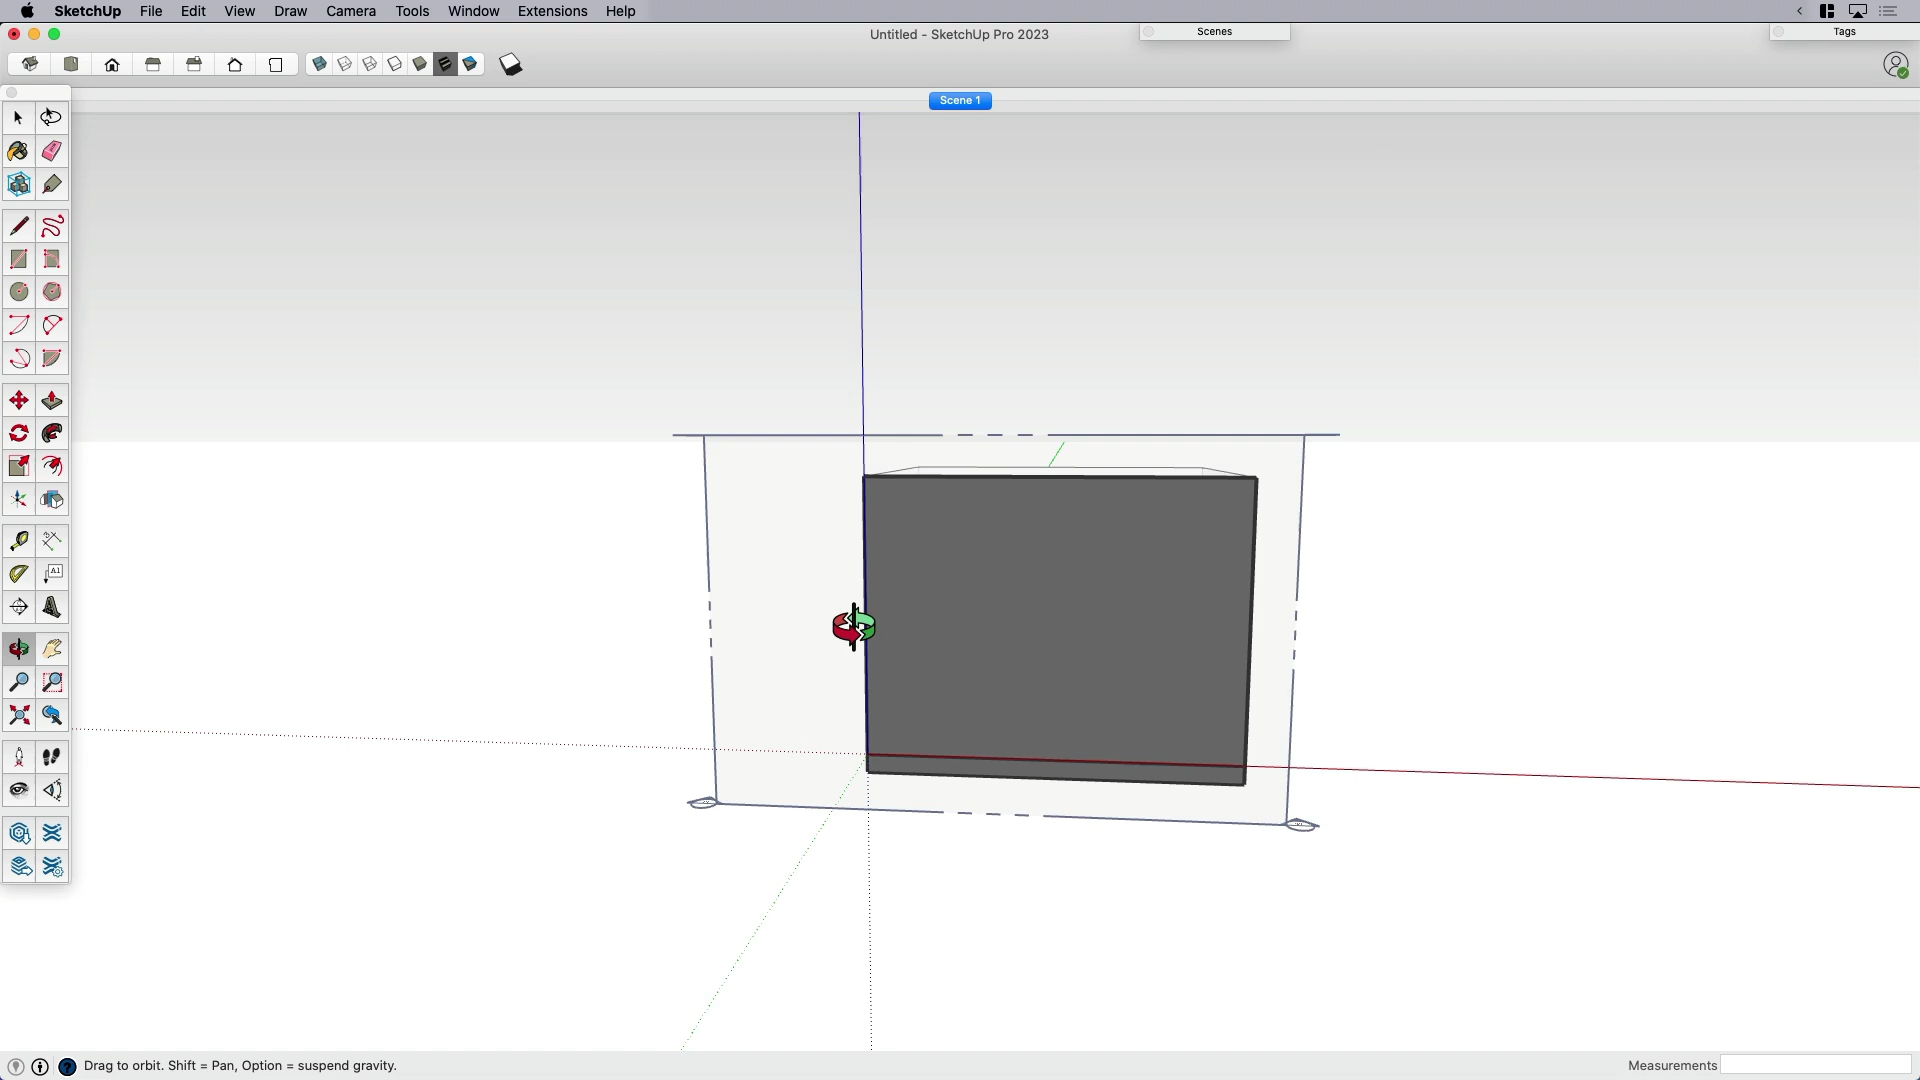 SketchUp File Edit View Draw Camera Tools Window Extensions Help
Untitled - SketchUp Pro 2023
Scenes
Tags
Scene 1
A1
Drag to orbit. Shift = Pan, Option = suspend gravity.
Measurements